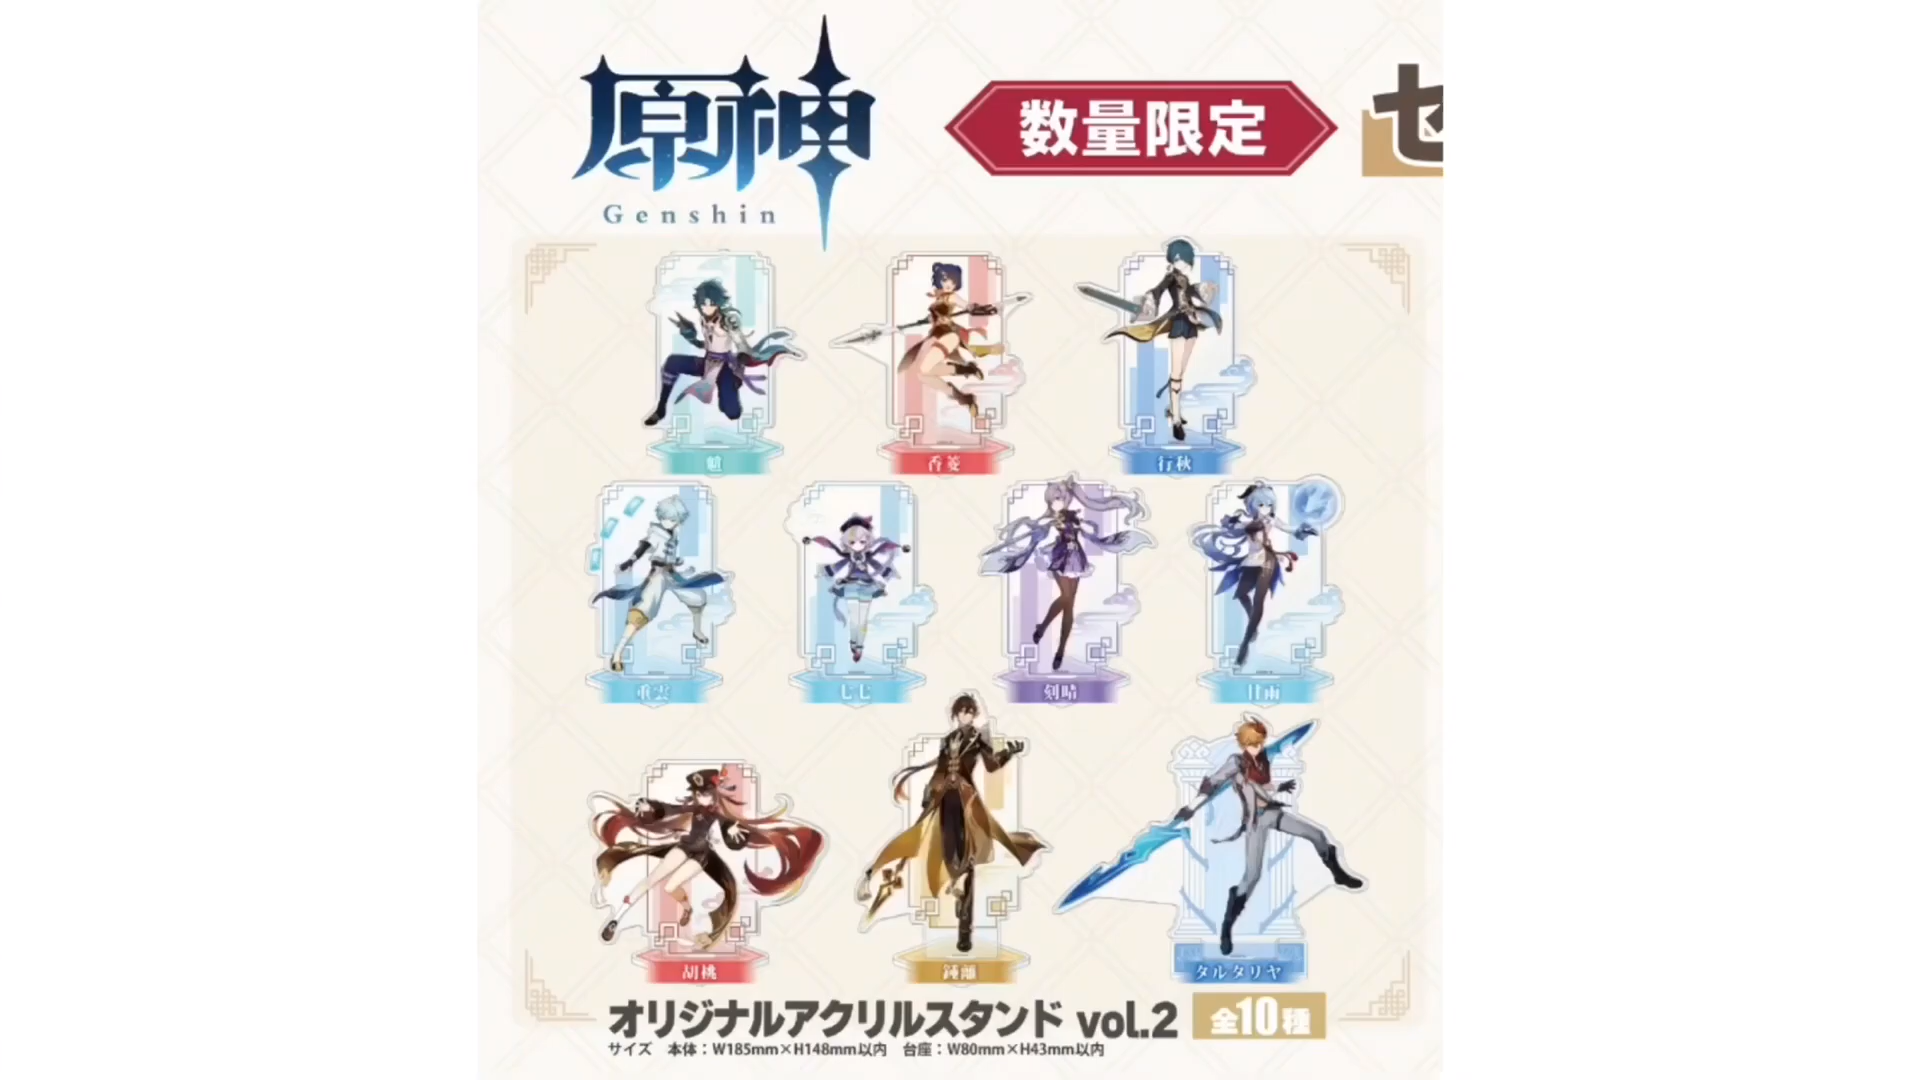 原神
Genshin
数量限定
セ
魈
香菱
行秋
重雲
七七
刻晴
甘雨
胡桃
鍾離
タルタリヤ
オリジナルアクリルスタンド vol.2 全10種
サイズ 本体：W185mm×H148mm以内 台座：W80mm×H43mm以内